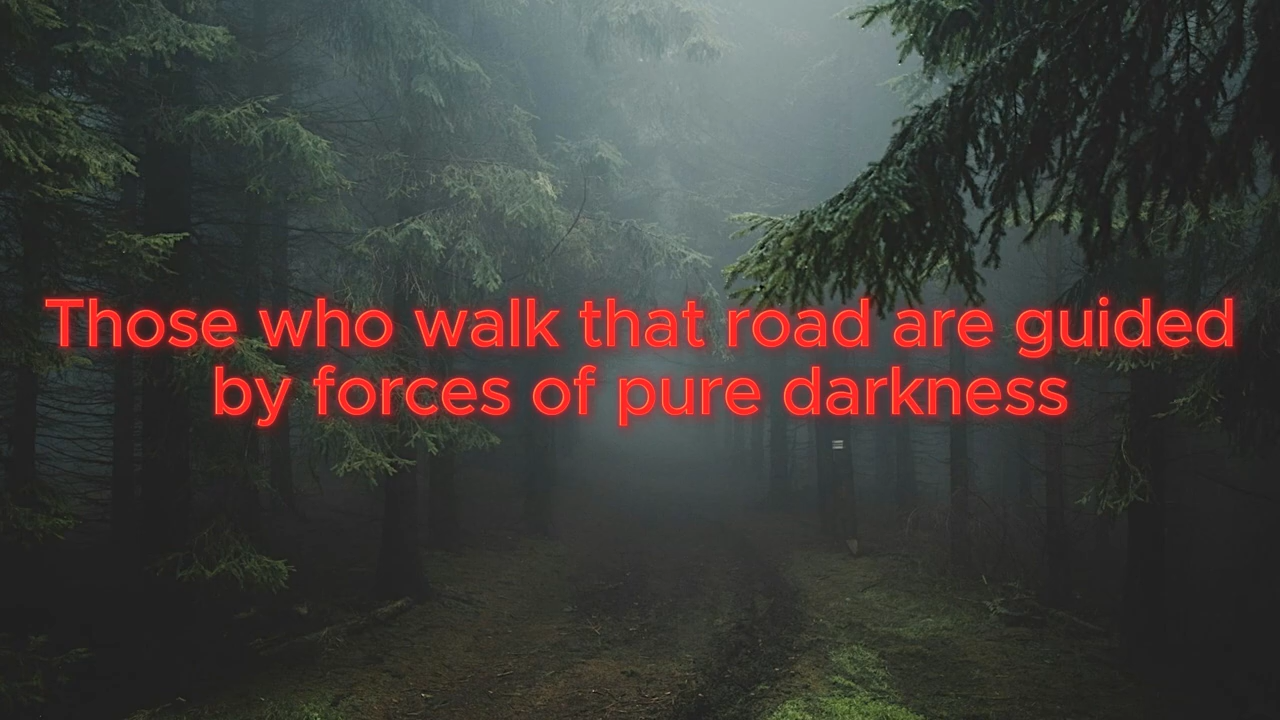 Those who walk that road are guided
by forces of pure darkness